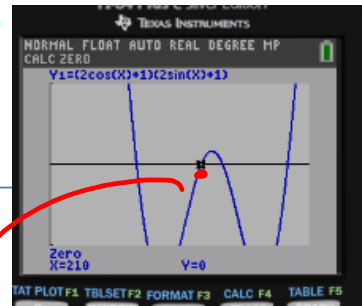 TEXAS INSTRUMENTS
NORMAL FLOAT AUTO REAL DEGREE MP
CALC ZERO
Y1=(2cos(X)+1)(2sin(X)+1)
Zero
X=210 Y=0
TAT PLOT F1 TBLSET F2 FORMAT F3 CALC F4 TABLE F5